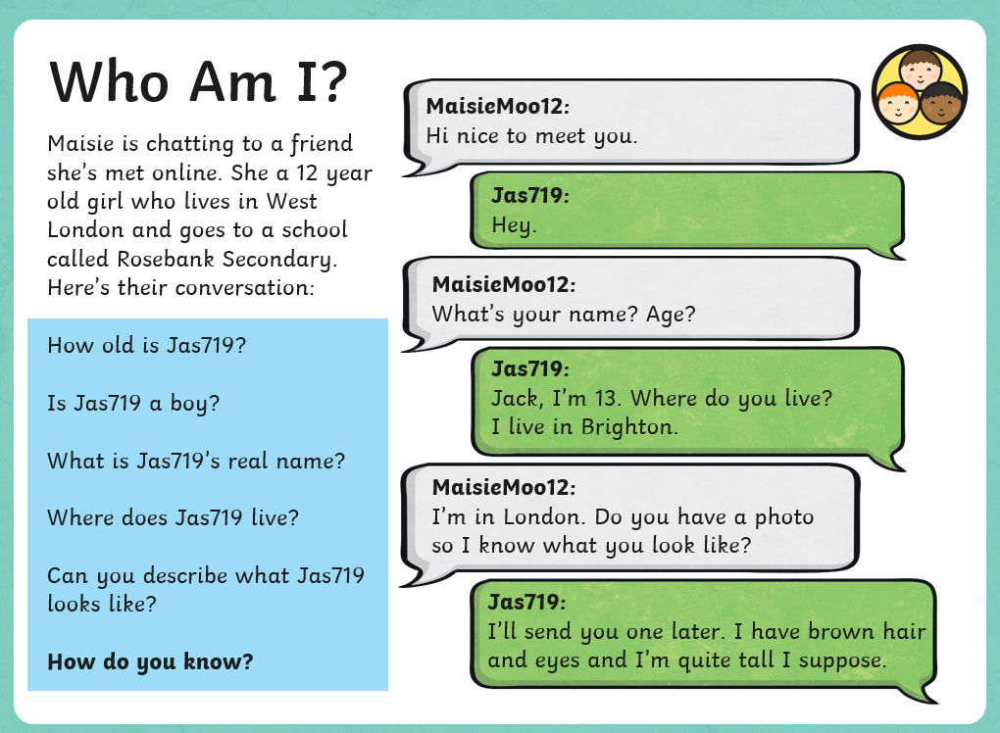 Who Am I?
Maisie is chatting to a friend
she's met online. She a 12 year
old girl who lives in West
London and goes to a school
called Rosebank Secondary.
Here's their conversation:
How old is Jas719?
Is Jas719 a boy?
What is Jas719's real name?
Where does Jas719 live?
Can you describe what Jas719
looks like?
How do you know?
MaisieMoo12:
Hi nice to meet you.
Jas719:
Hey.
MaisieMoo12:
What's your name? Age?
Jas719:
Jack, I'm 13. Where do you live?
I live in Brighton.
MaisieMoo12:
I'm in London. Do you have a photo
so I know what you look like?
Jas719:
I'll send you one later. I have brown hair
and eyes and I'm quite tall I suppose.